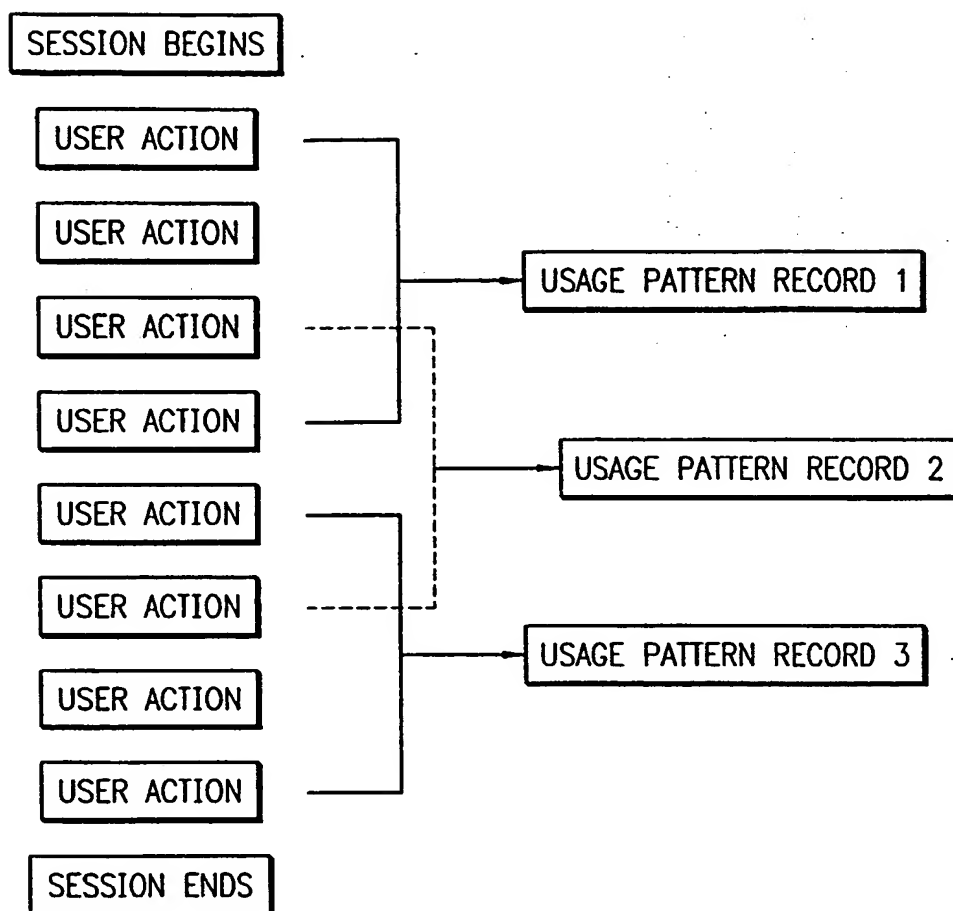 SESSION BEGINS
USER ACTION
USER ACTION
USER ACTION
USER ACTION
USER ACTION
USER ACTION
USER ACTION
USER ACTION
SESSION ENDS
USAGE PATTERN RECORD 1
USAGE PATTERN RECORD 2
USAGE PATTERN RECORD 3